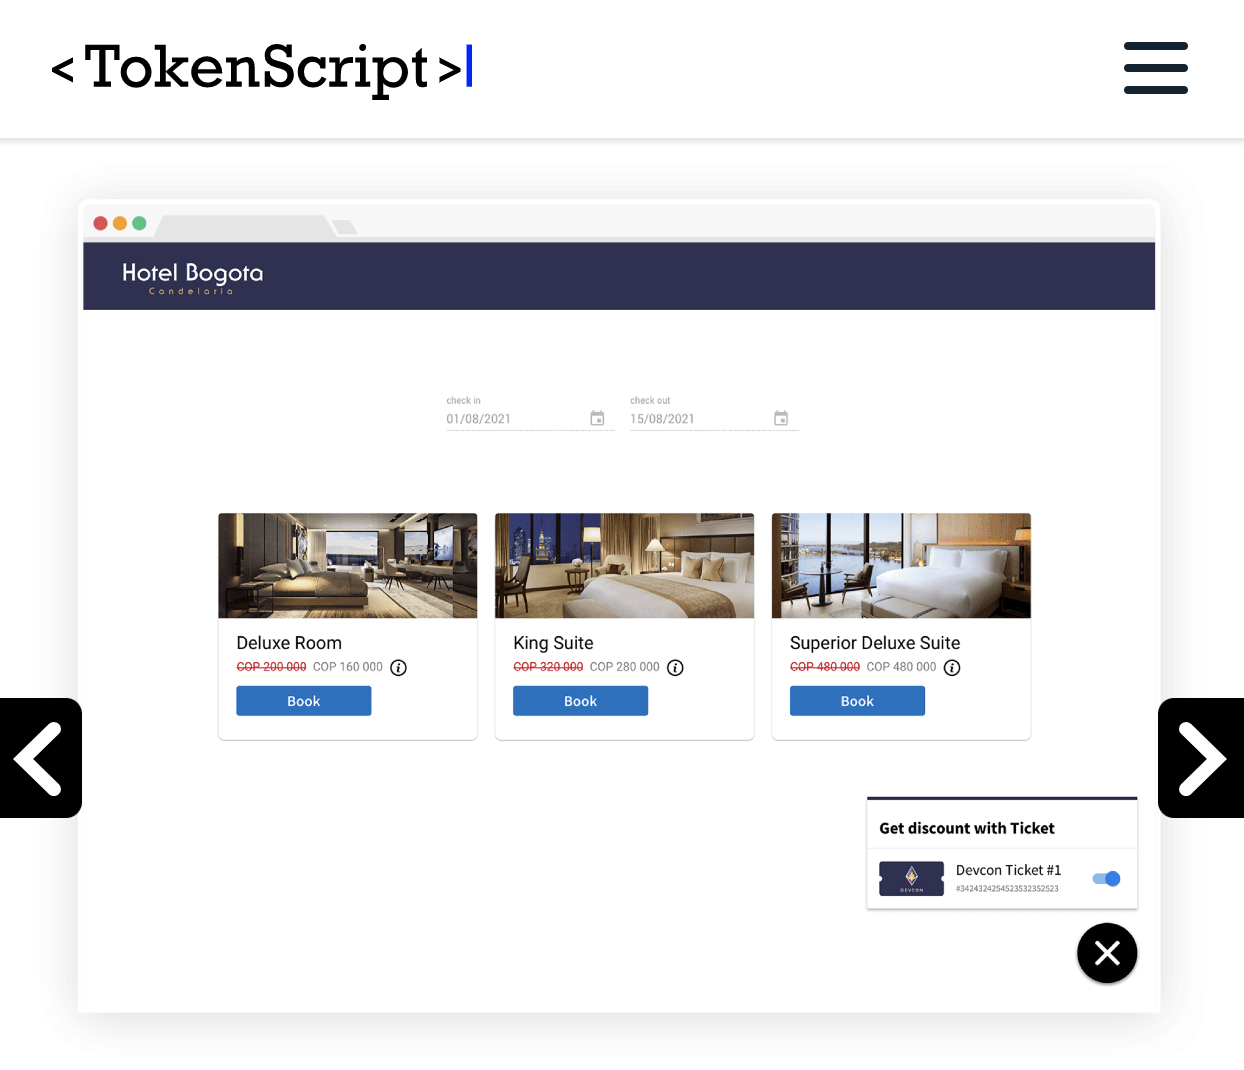 <TokenScript>
Hotel Bogota
Candelaria
check in
check out
01/08/2021
15/08/2021
Deluxe Room
King Suite
Superior Deluxe Suite
COP 200 000 COP 160 000
COP 320 000 COP 280 000
COP 480 000 COP 480 000
Book
Book
Book
Get discount with Ticket
DEVCON
Devcon Ticket #1
#3424324254523532352523